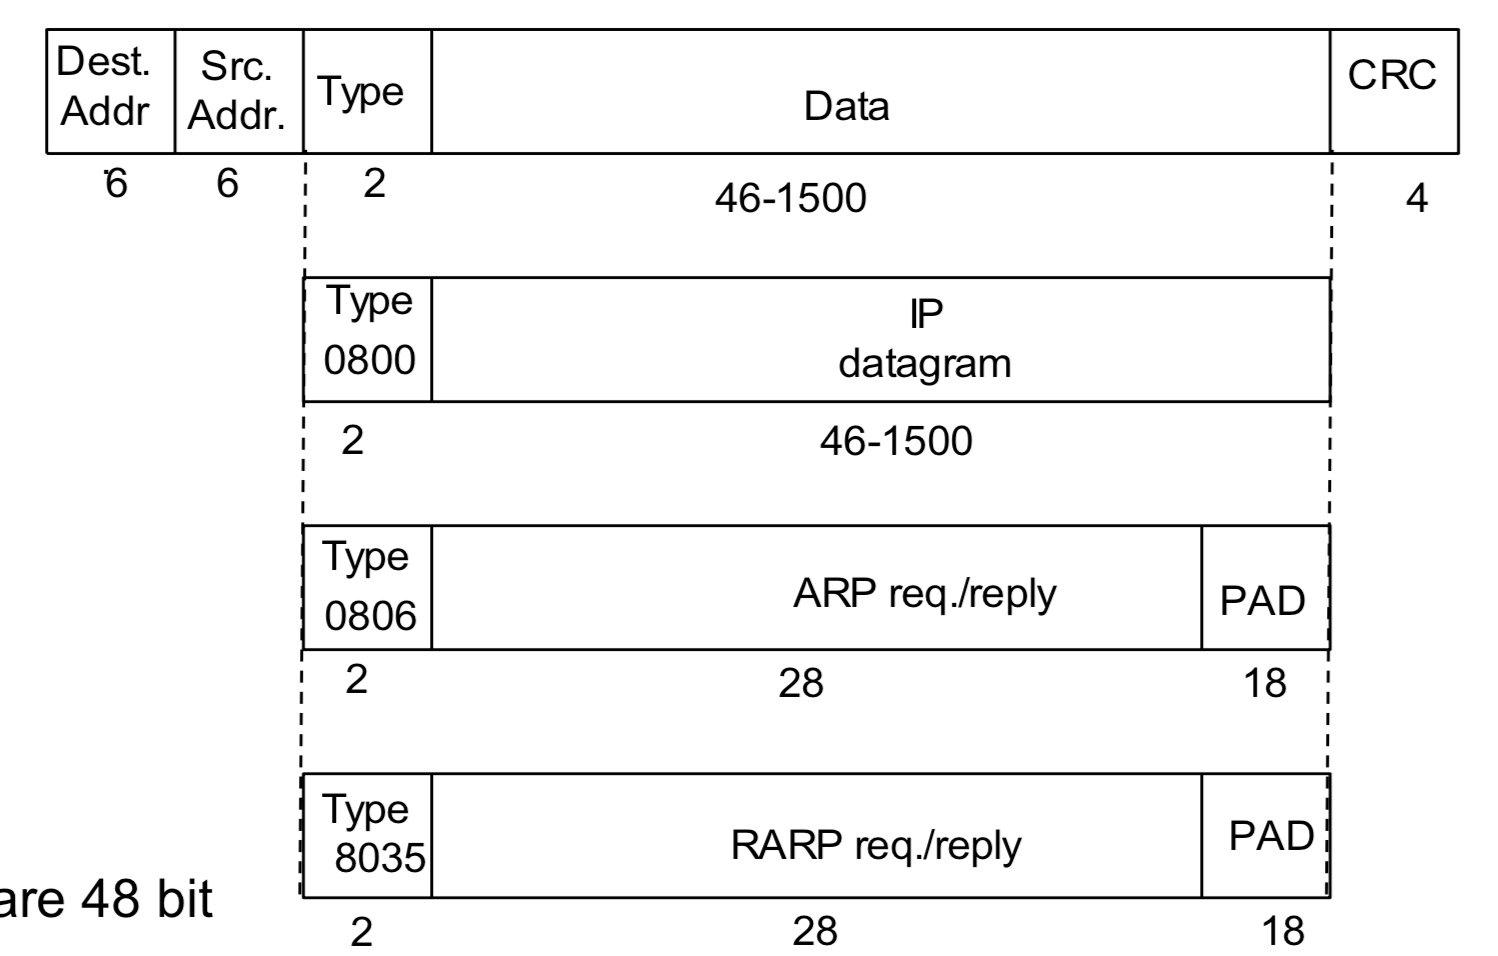 Dest. Src. Type Data CRC
Addr Addr.
6 6 2 46-1500 4
Type IP
0800 datagram
2 46-1500
Type ARP req./reply PAD
0806
2 28 18
Type RARP req./reply PAD
8035
are 48 bit
2 28 18